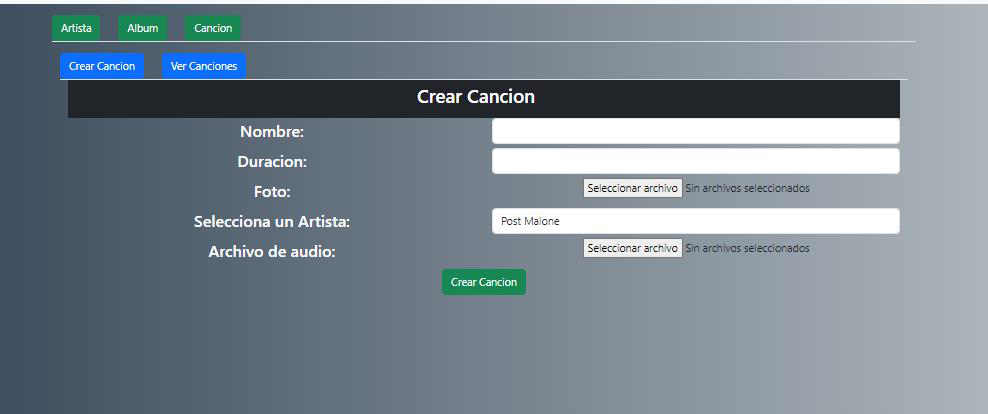 Artista Album Cancion
Crear Cancion Ver Canciones
Crear Cancion
Nombre:
Duracion:
Foto: Seleccionar archivo Sin archivos seleccionados
Selecciona un Artista: Post Malone
Archivo de audio: Seleccionar archivo Sin archivos seleccionados
Crear Cancion